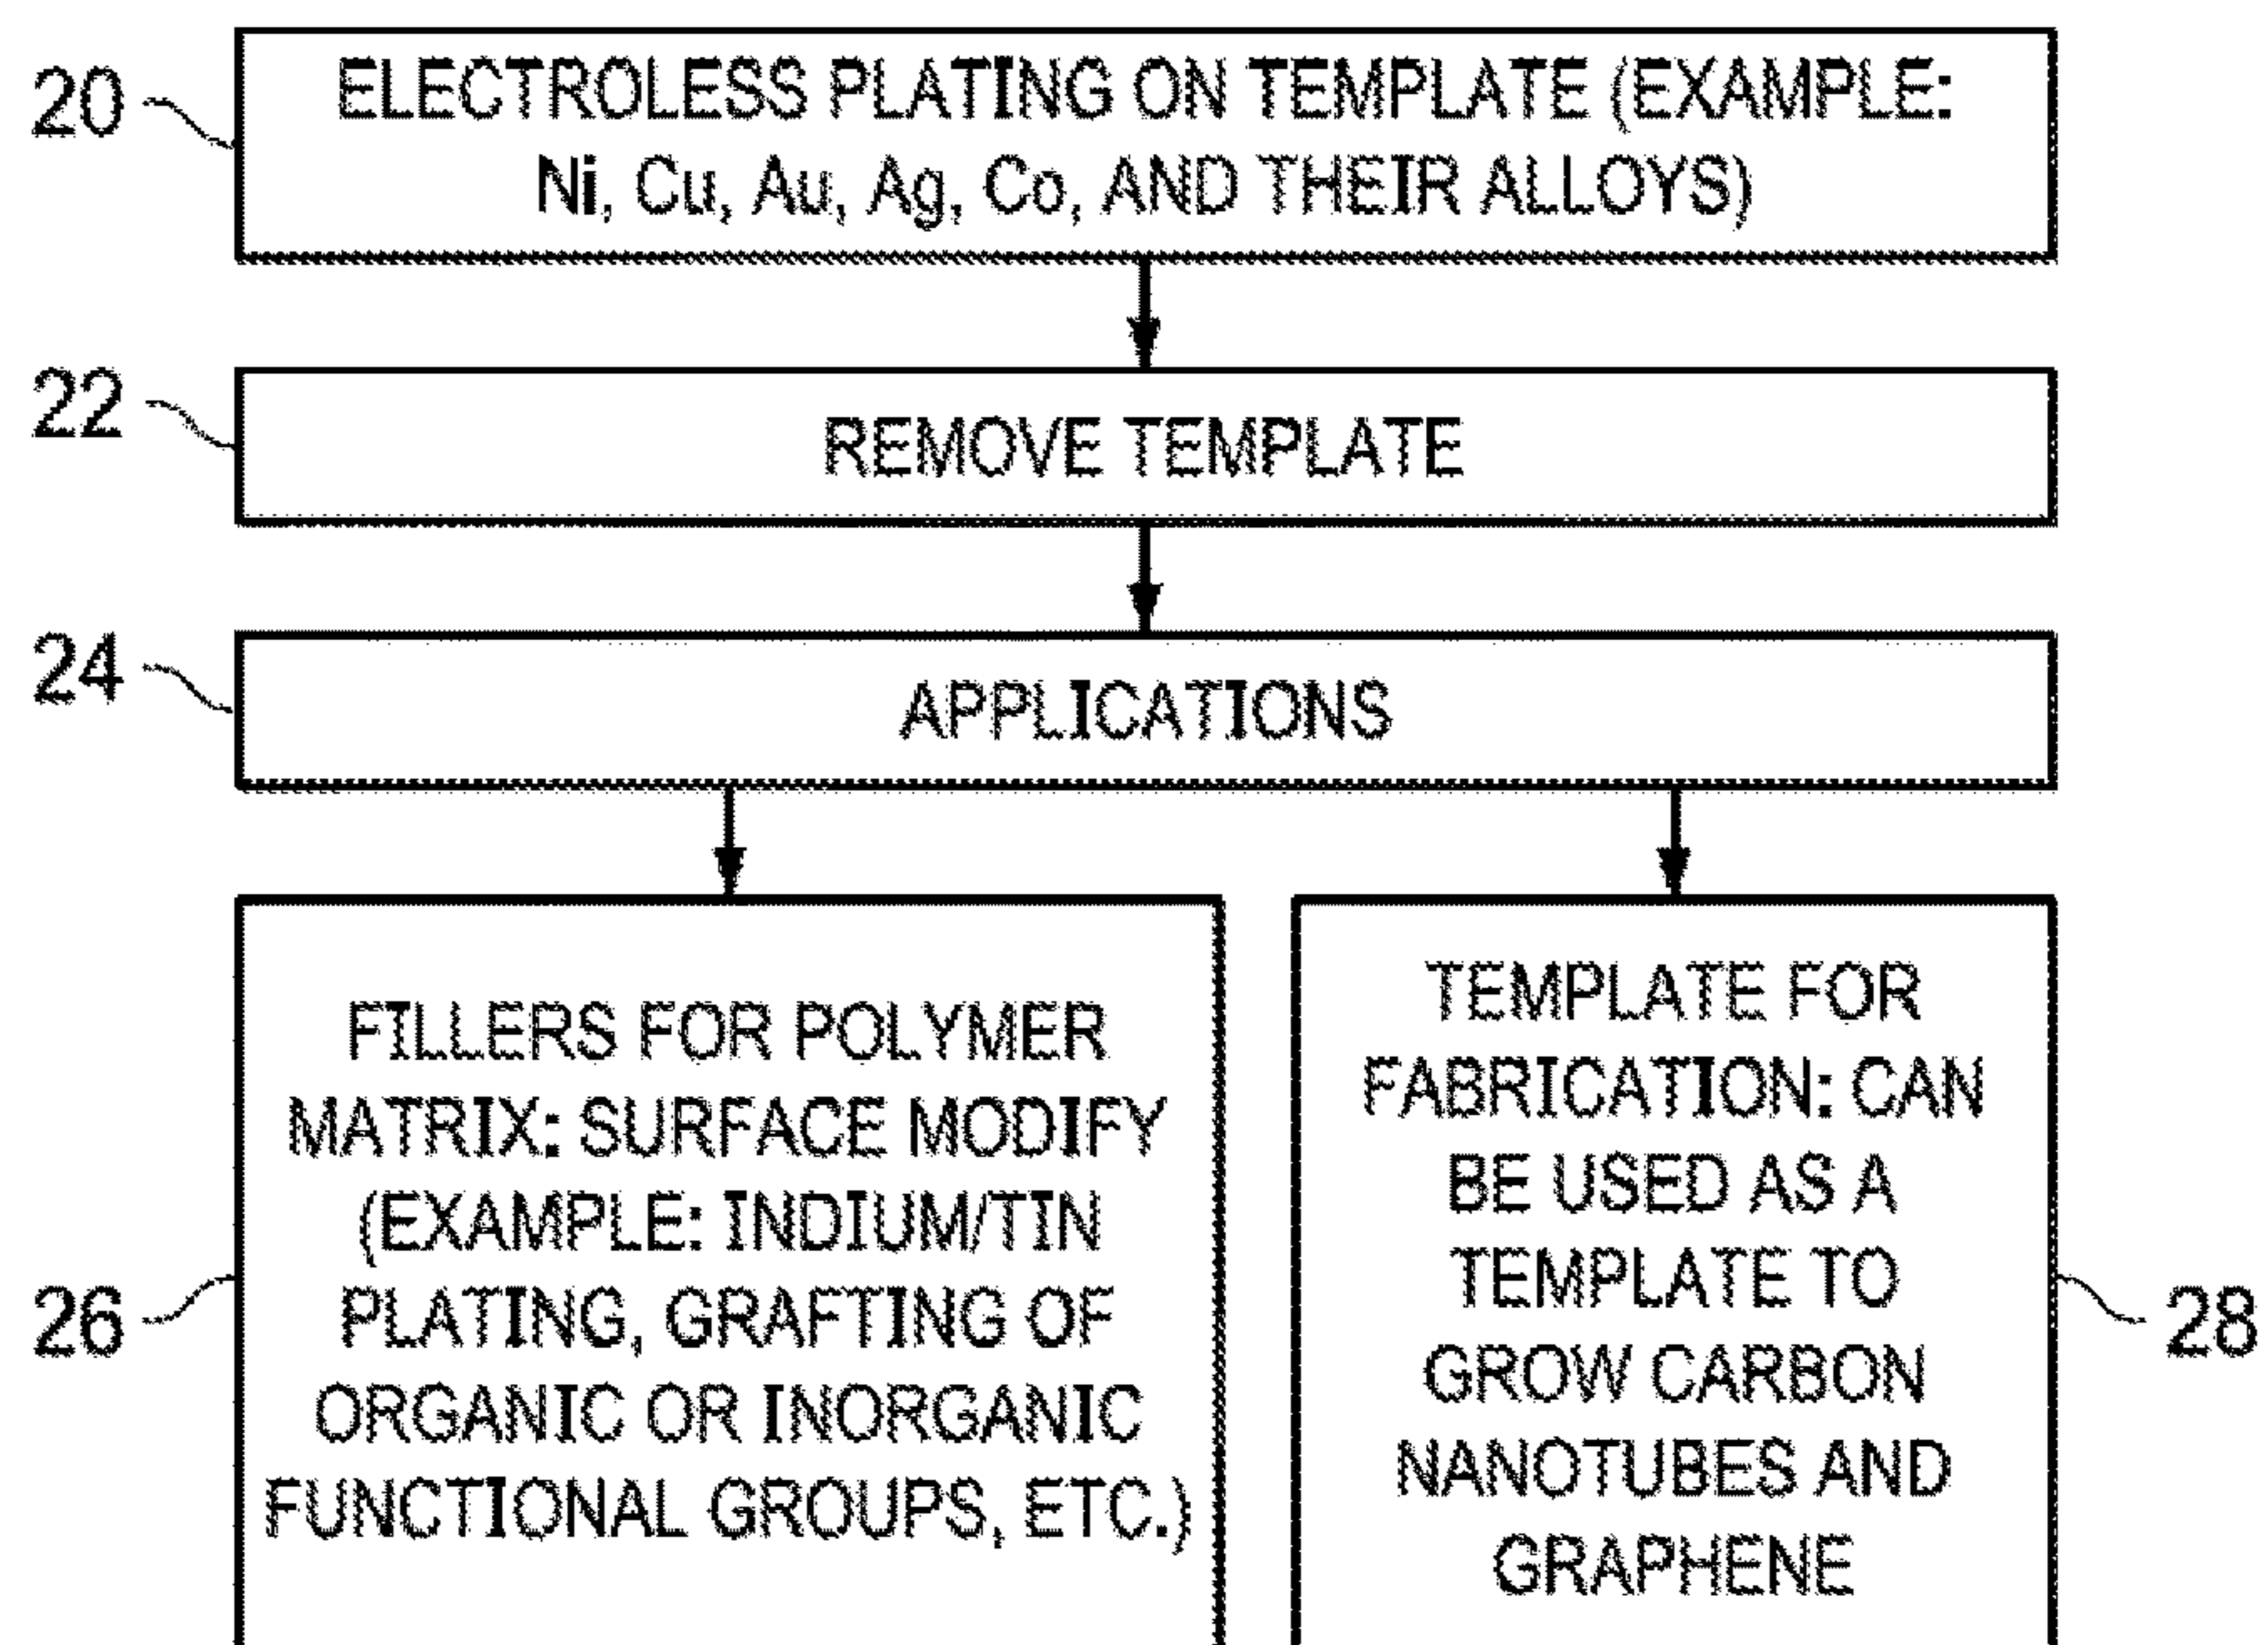 20
ELECTROLESS PLATING ON TEMPLATE (EXAMPLE:
Ni, Cu, Au, Ag, Co, AND THEIR ALLOYS)
22
REMOVE TEMPLATE
24
APPLICATIONS
26
FILLERS FOR POLYMER
MATRIX: SURFACE MODIFY
(EXAMPLE: INDIUM/TIN
PLATING, GRAFTING OF
ORGANIC OR INORGANIC
FUNCTIONAL GROUPS, ETC.)
TEMPLATE FOR
FABRICATION: CAN
BE USED AS A
TEMPLATE TO
GROW CARBON
NANOTUBES AND
GRAPHENE
28